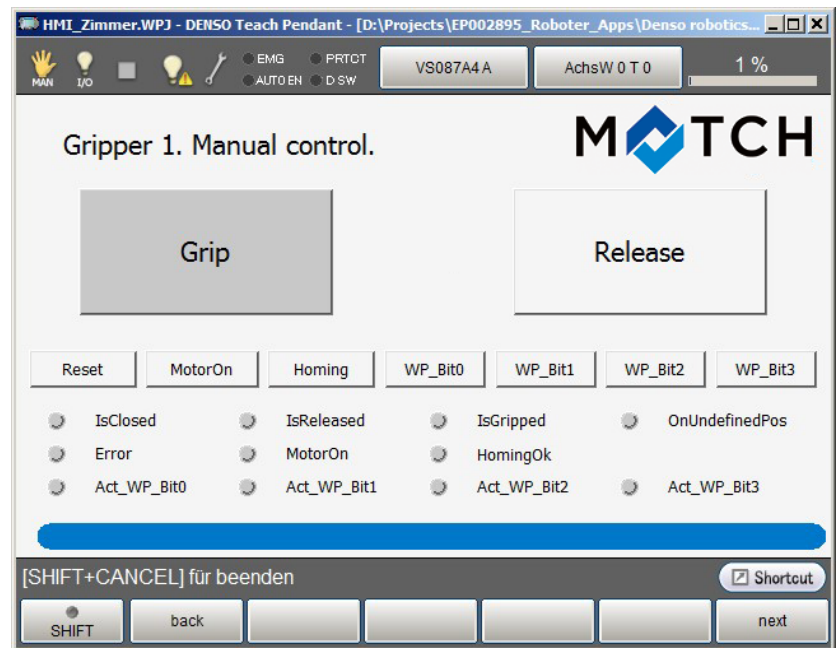 HMI_Zimmer.WPJ - DENSO Teach Pendant - [D:\Projects\EP002895_Roboter_Apps\Denso robotics...
MAN I/O EMG PRTCT AUTO EN D SW VS087A4 A AchsW 0 T 0 1 %
Gripper 1. Manual control.
MATCH
Grip Release
Reset MotorOn Homing WP_Bit0 WP_Bit1 WP_Bit2 WP_Bit3
IsClosed IsReleased IsGripped OnUndefinedPos
Error MotorOn HomingOk
Act_WP_Bit0 Act_WP_Bit1 Act_WP_Bit2 Act_WP_Bit3
[SHIFT+CANCEL] für beenden Shortcut
SHIFT back next